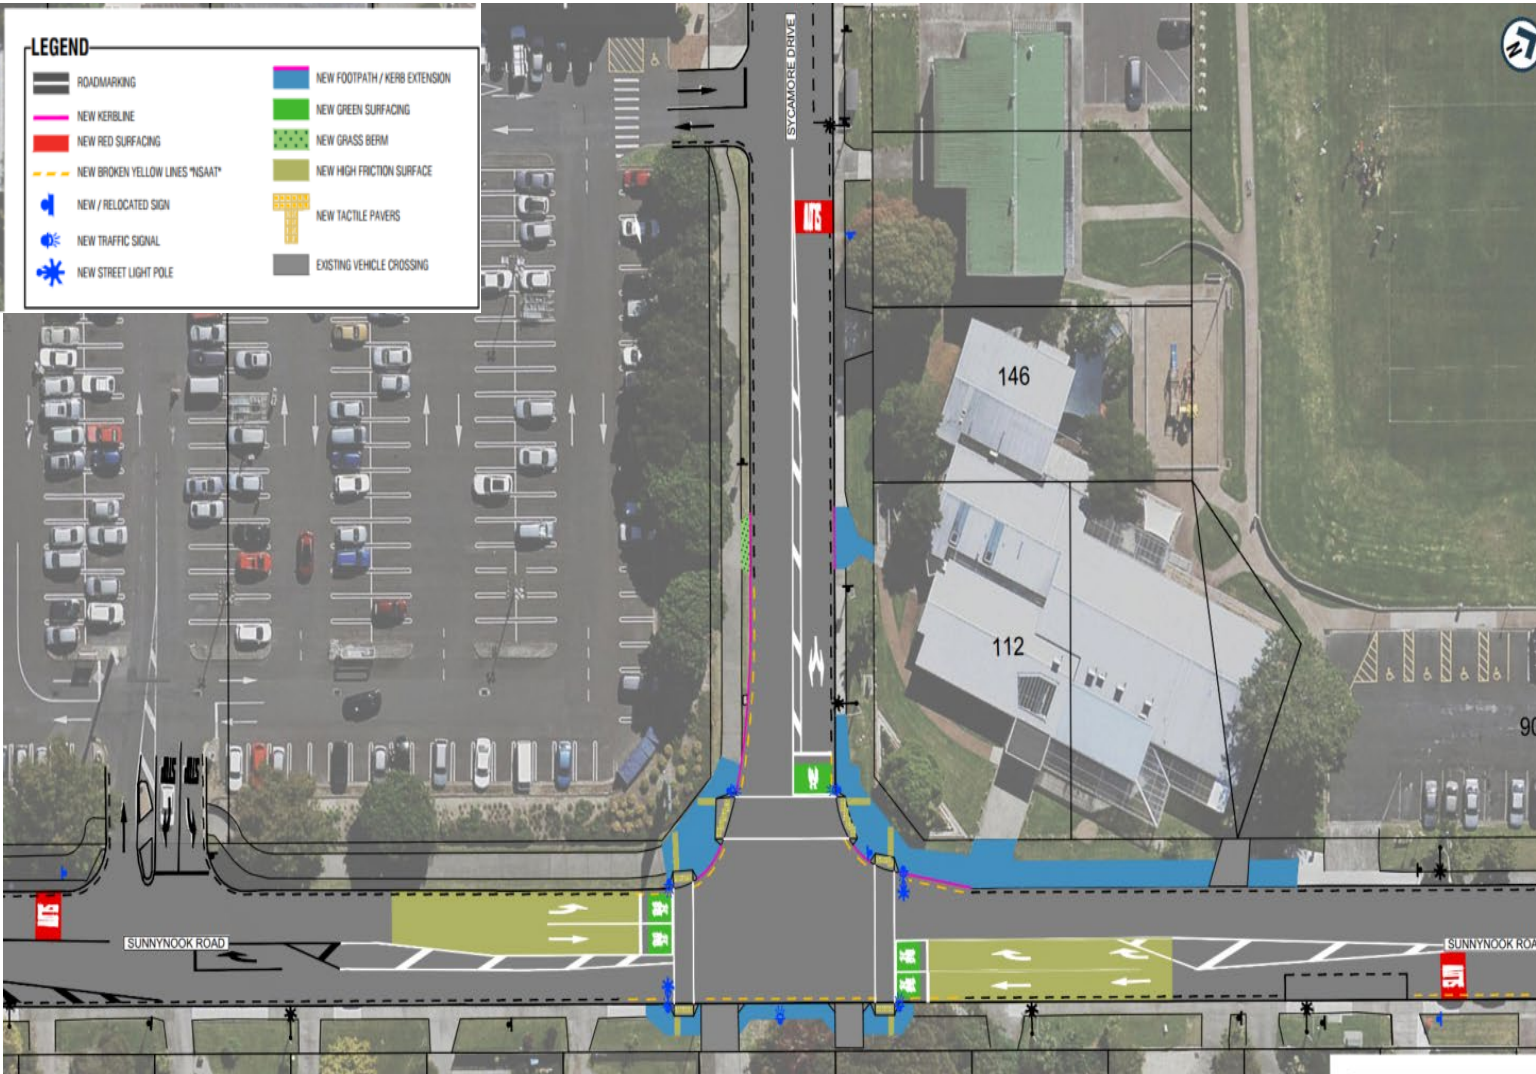 LEGEND
ROADMARKING
NEW KERBLINE
NEW RED SURFACING
NEW BROKEN YELLOW LINES "NSAAT"
NEW / RELOCATED SIGN
NEW TRAFFIC SIGNAL
NEW STREET LIGHT POLE
NEW FOOTPATH / KERB EXTENSION
NEW GREEN SURFACING
NEW GRASS BERM
NEW HIGH FRICTION SURFACE
NEW TACTILE PAVERS
EXISTING VEHICLE CROSSING
SYCAMORE DRIVE
N
146
112
90
SUNNYNOOK ROAD
SUNNYNOOK ROA